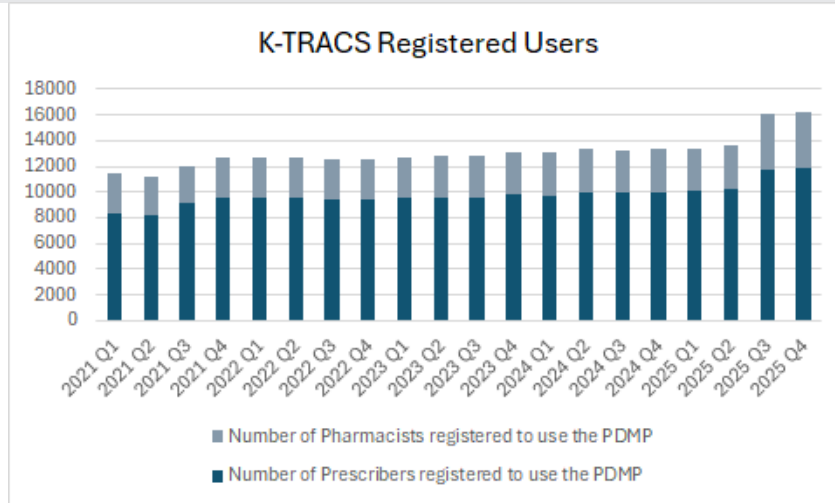 K-TRACS Registered Users
18000
16000
14000
12000
10000
8000
6000
4000
2000
0
2021 Q1
2021 Q2
2021 Q3
2021 Q4
2022 Q1
2022 Q2
2022 Q3
2022 Q4
2023 Q1
2023 Q2
2023 Q3
2023 Q4
2024 Q1
2024 Q2
2024 Q3
2024 Q4
2025 Q1
2025 Q2
2025 Q3
2025 Q4
Number of Pharmacists registered to use the PDMP
Number of Prescribers registered to use the PDMP